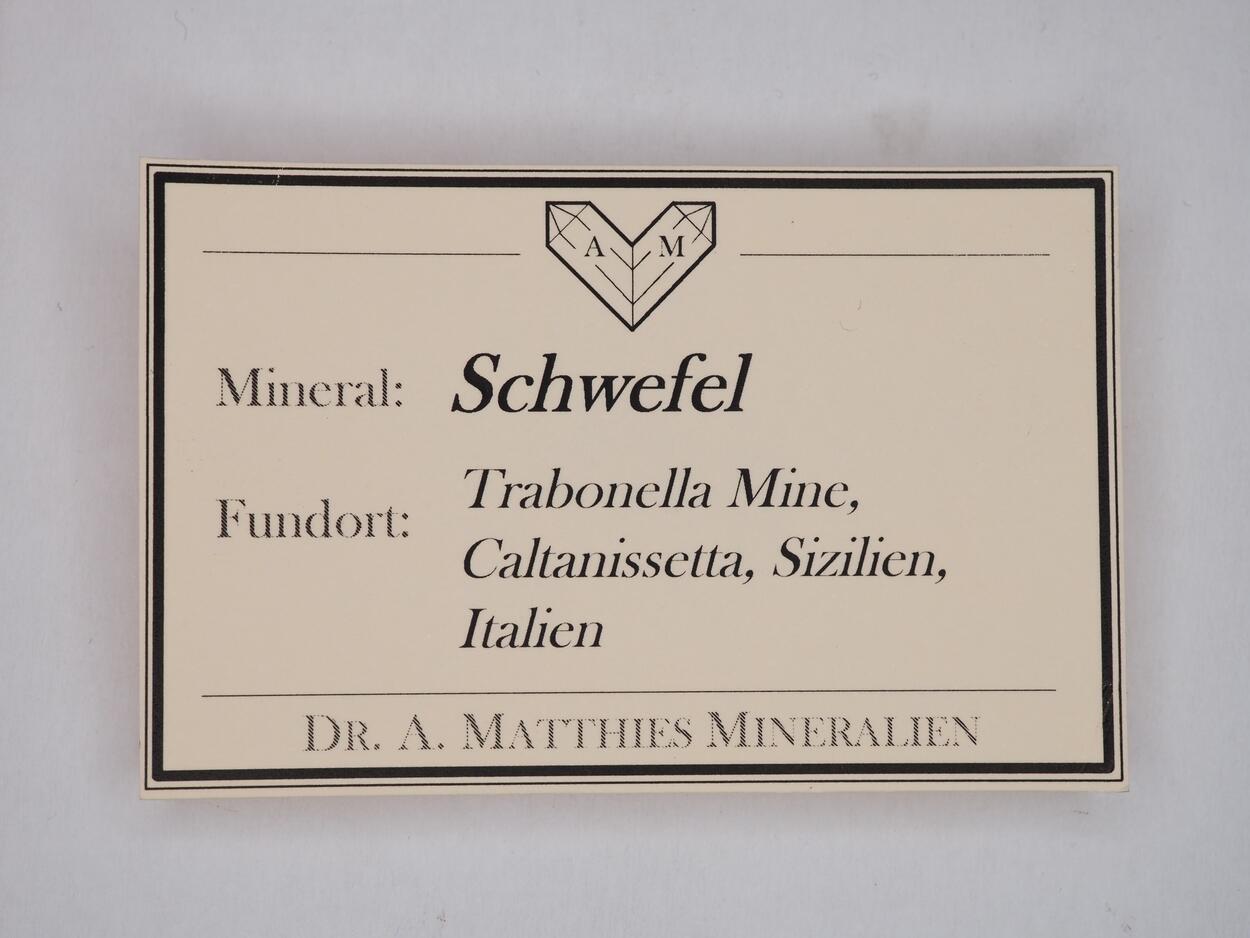 A M
Mineral: Schwefel
Fundort: Trabonella Mine,
Caltanissetta, Sizilien,
Italien
DR. A. MATTHIES MINERALIEN